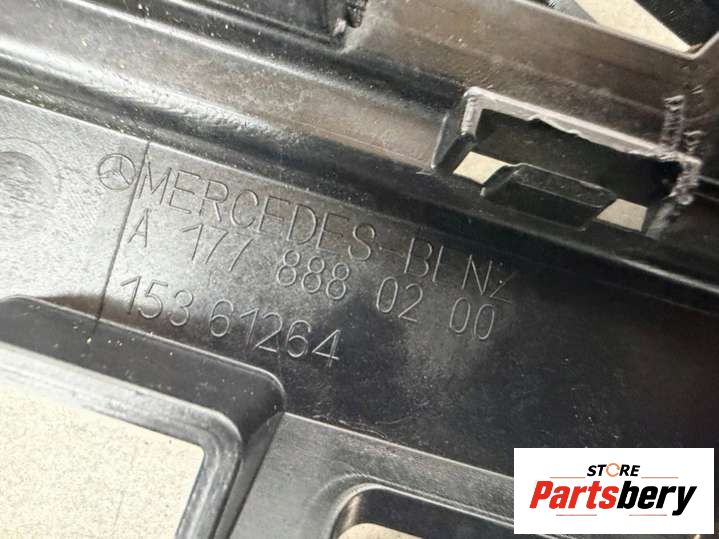 MERCEDES-BENZ
A 177 888 02 00
153 61264
STORE
Partsbery